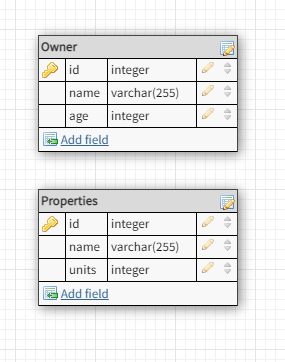 Owner
id integer
name varchar(255)
age integer
Add field
Properties
id integer
name varchar(255)
units integer
Add field